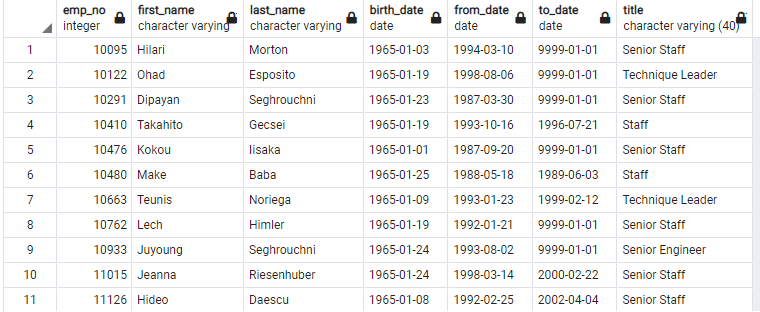 emp_no first_name last_name birth_date from_date to_date title
integer character varying character varying date date date character varying (40)
1 10095 Hilari Morton 1965-01-03 1994-03-10 9999-01-01 Senior Staff
2 10122 Ohad Esposito 1965-01-19 1998-08-06 9999-01-01 Technique Leader
3 10291 Dipayan Seghrouchni 1965-01-23 1987-03-30 9999-01-01 Senior Staff
4 10410 Takahito Gecsei 1965-01-19 1993-10-16 1996-07-21 Staff
5 10476 Kokou Iisaka 1965-01-01 1987-09-20 9999-01-01 Senior Staff
6 10480 Make Baba 1965-01-25 1988-05-18 1989-06-03 Staff
7 10663 Teunis Noriega 1965-01-09 1993-01-23 1999-02-12 Technique Leader
8 10762 Lech Himler 1965-01-19 1992-01-21 9999-01-01 Senior Staff
9 10933 Juyoung Seghrouchni 1965-01-24 1993-08-02 9999-01-01 Senior Engineer
10 11015 Jeanna Riesenhuber 1965-01-24 1998-03-14 2000-02-22 Senior Staff
11 11126 Hideo Daescu 1965-01-08 1992-02-25 2002-04-04 Senior Staff